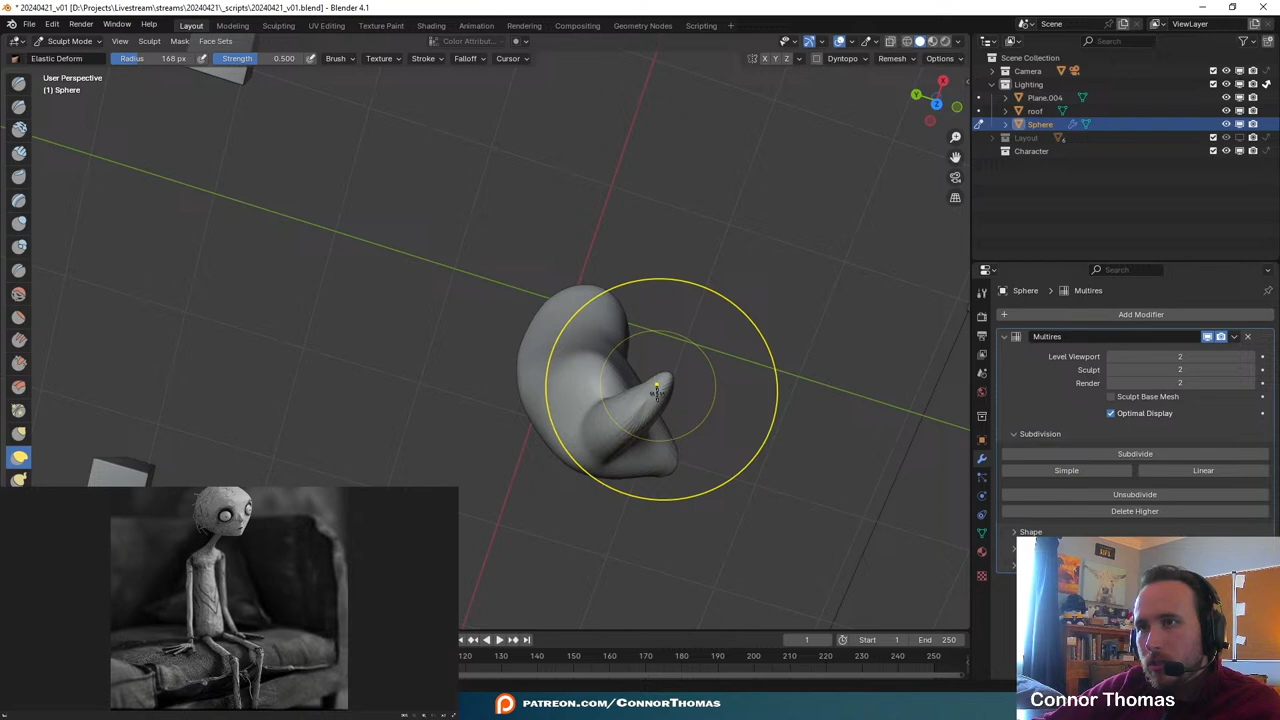 * 20240421_v01 [D:\Projects\Livestream\streams\20240421\_scripts\20240421_v01.blend] - Blender 4.1
File Edit Render Window Help Layout Modeling Sculpting UV Editing Texture Paint Shading Animation Rendering Compositing Geometry Nodes Scripting
Scene
ViewLayer
Sculpt Mode View Sculpt Mask Face Sets
Color Attribut...
Search
Elastic Deform Radius 168 px Strength 0.500 Brush Texture Stroke Falloff Cursor
X Y Z Dyntopo Remesh Options
User Perspective
(1) Sphere
X
Y
Z
Scene Collection
Camera
Lighting
Plane.004
roof
Sphere
Layout
Character
Search
Sphere Multires
Add Modifier
Multires
Level Viewport 2
Sculpt 2
Render 2
Sculpt Base Mesh
Optimal Display
Subdivision
Subdivide
Simple Linear
Unsubdivide
Delete Higher
Shape
1 Start 1 End 250
120 130 140 150 160 170 180 190 200 210 220 230 240 250
PATREON.COM/CONNORTHOMAS
Connor Thomas